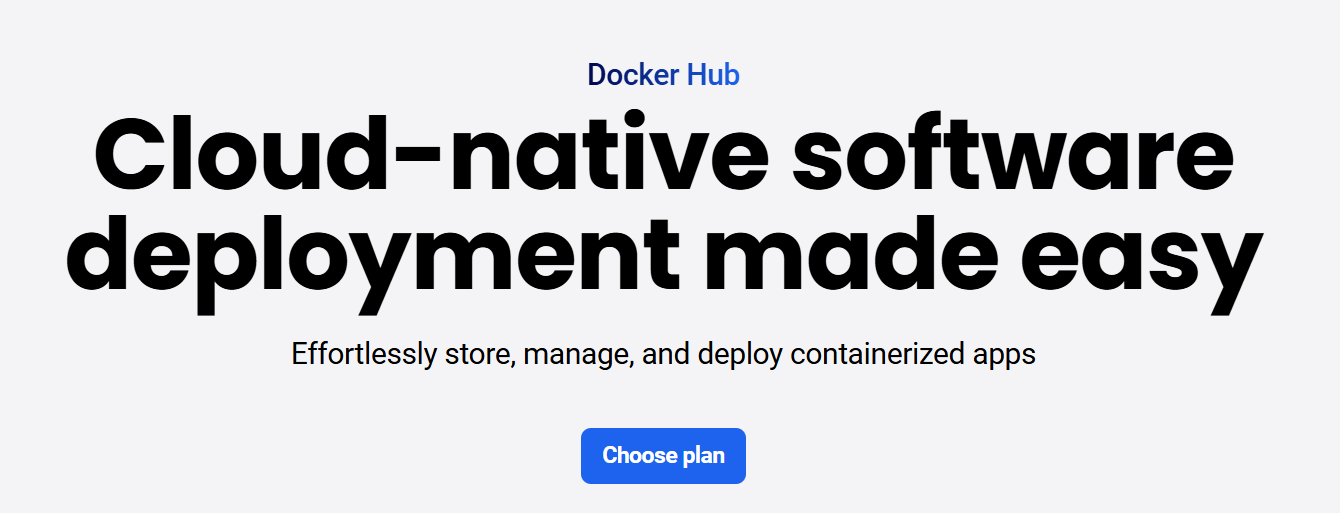 Docker Hub
Cloud-native software
deployment made easy
Effortlessly store, manage, and deploy containerized apps
Choose plan